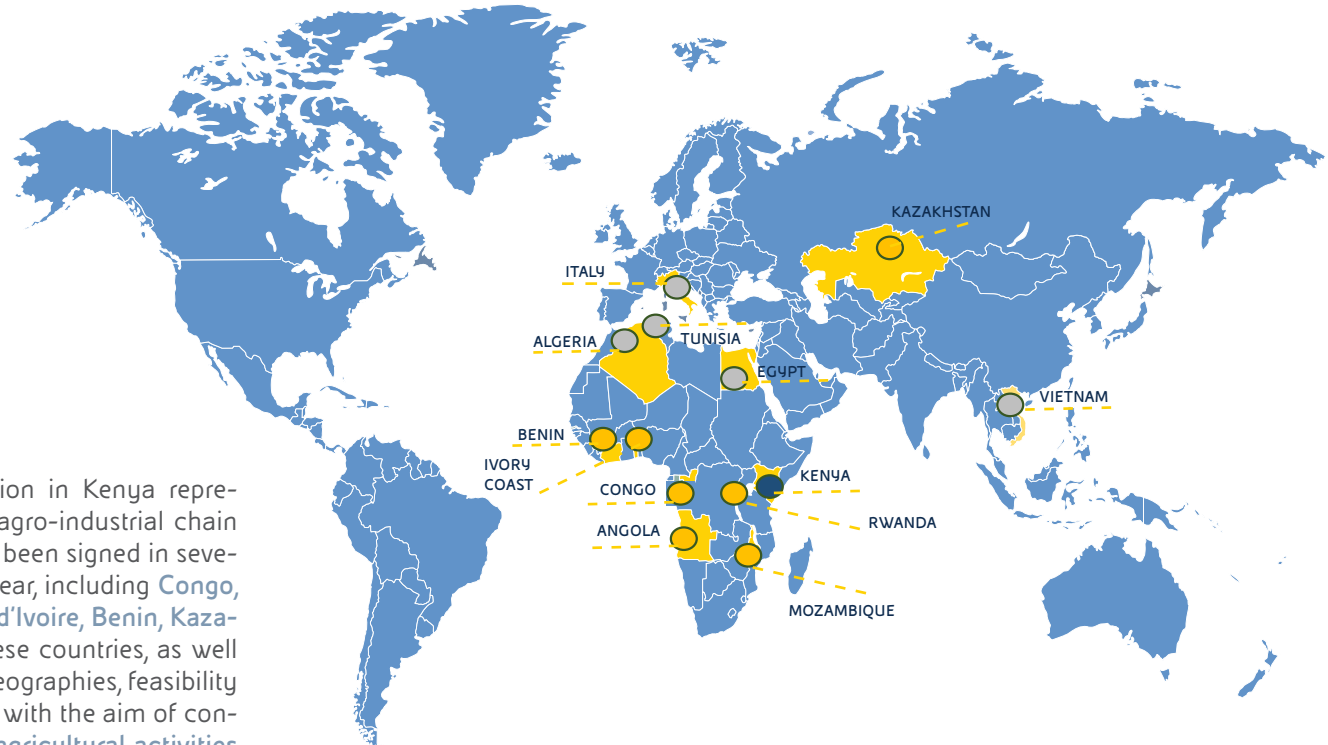 KAZAKHSTAN
ITALY
ALGERIA
TUNISIA
EGYPT
VIETNAM
BENIN
IVORY
COAST
CONGO
KENYA
RWANDA
ANGOLA
MOZAMBIQUE
ion in Kenya repre-
agro-industrial chain
been signed in seve-
ear, including Congo,
d'Ivoire, Benin, Kaza-
ese countries, as well
eographies, feasibility
with the aim of con-
agricultural activities